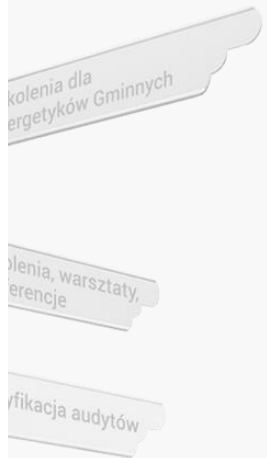 kolenia dla
ergetyków Gminnych
olenia, warsztaty,
ferencje
yfikacja audytów